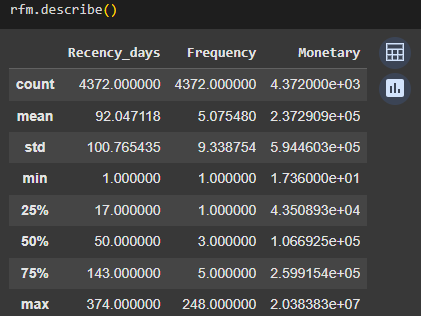 rfm.describe()
Recency_days Frequency Monetary
count 4372.000000 4372.000000 4.372000e+03
mean 92.047118 5.075480 2.372909e+05
std 100.765435 9.338754 5.944603e+05
min 1.000000 1.000000 1.736000e+01
25% 17.000000 1.000000 4.350893e+04
50% 50.000000 3.000000 1.066925e+05
75% 143.000000 5.000000 2.599154e+05
max 374.000000 248.000000 2.038383e+07